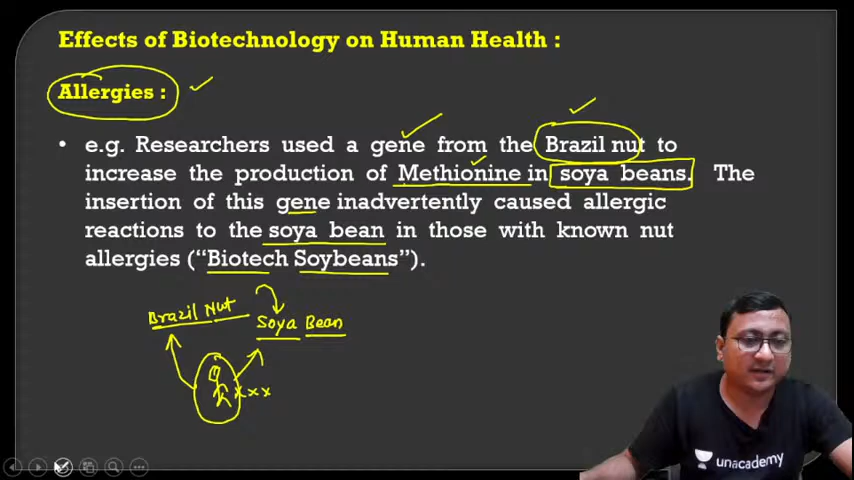 Effects of Biotechnology on Human Health :
Allergies :
• e.g. Researchers used a gene from the Brazil nut to
increase the production of Methionine in soya beans. The
insertion of this gene inadvertently caused allergic
reactions to the soya bean in those with known nut
allergies (“Biotech Soybeans”).
Brazil Nut
Soya Bean
xxx
unacademy